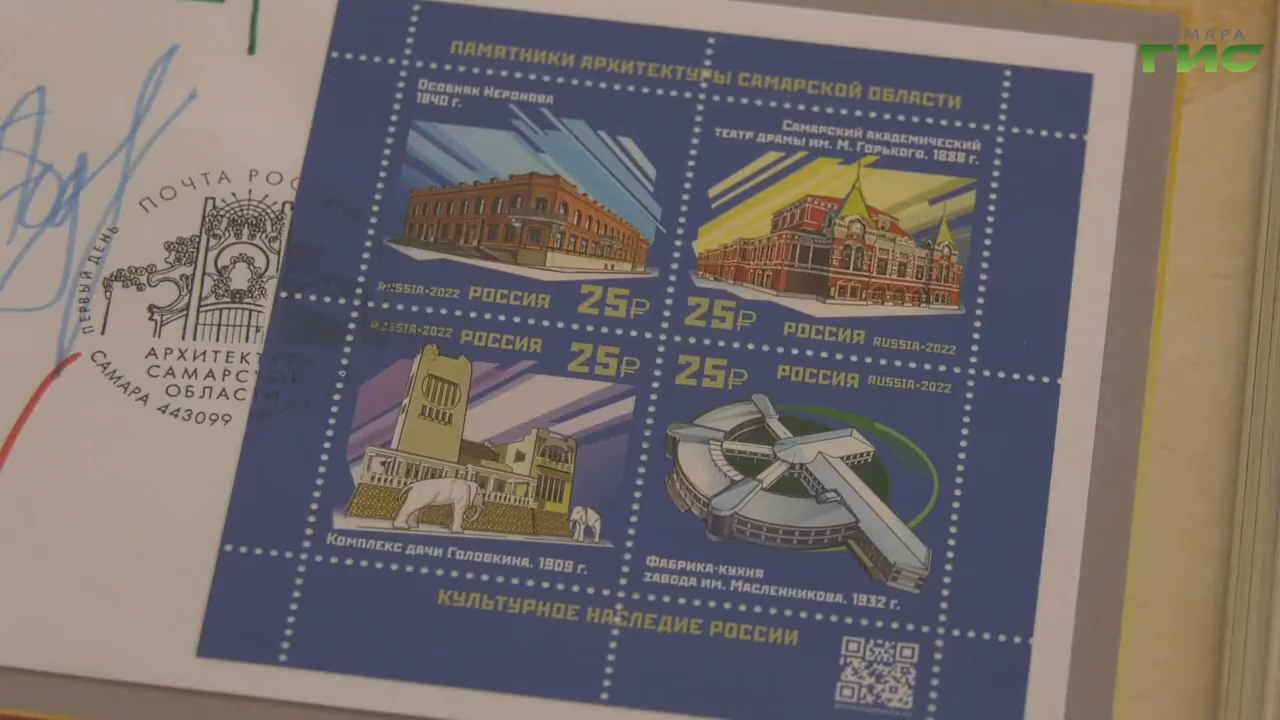 САМАРА
ГИС
ПАМЯТНИКИ АРХИТЕКТУРЫ САМАРСКОЙ ОБЛАСТИ
Особняк Неронова
1840 г.
Самарский академический
театр драмы им. М. Горького. 1888 г.
RUSSIA•2022 РОССИЯ 25₽
25₽ РОССИЯ RUSSIA•2022
RUSSIA•2022 РОССИЯ 25₽
25₽ РОССИЯ RUSSIA•2022
Комплекс дачи Головкина. 1909 г.
Фабрика-кухня
завода им. Масленникова. 1932 г.
КУЛЬТУРНОЕ НАСЛЕДИЕ РОССИИ
ПОЧТА РОС
ПЕРВЫЙ ДЕНЬ
АРХИТЕКТУРА
САМАРСКОЙ
ОБЛАСТИ
САМАРА 443099